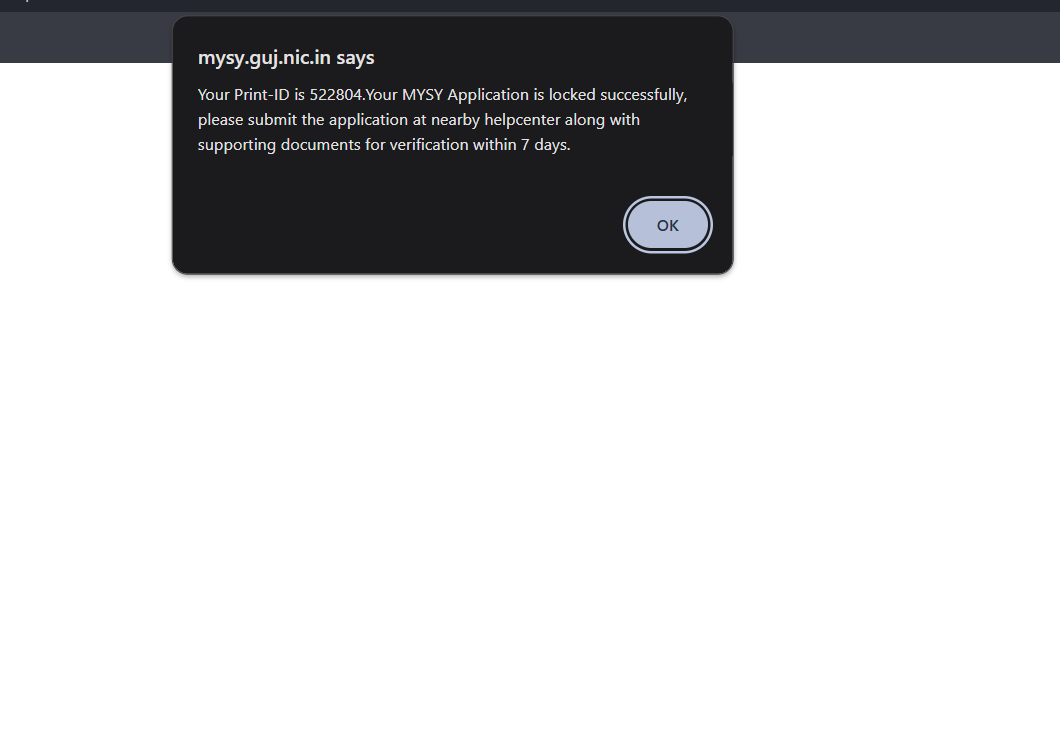 mysy.guj.nic.in says
Your Print-ID is 522804.Your MYSY Application is locked successfully,
please submit the application at nearby helpcenter along with
supporting documents for verification within 7 days.
OK